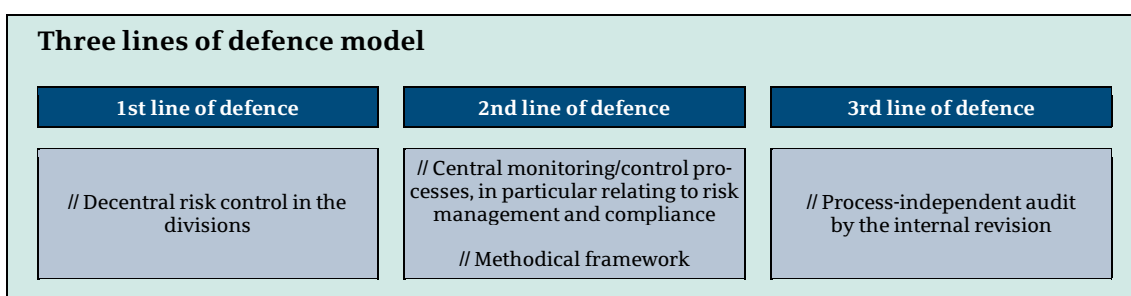 Three lines of defence model
1st line of defence
// Decentral risk control in the
divisions
2nd line of defence
// Central monitoring/control pro-
cesses, in particular relating to risk
management and compliance
// Methodical framework
3rd line of defence
// Process-independent audit
by the internal revision